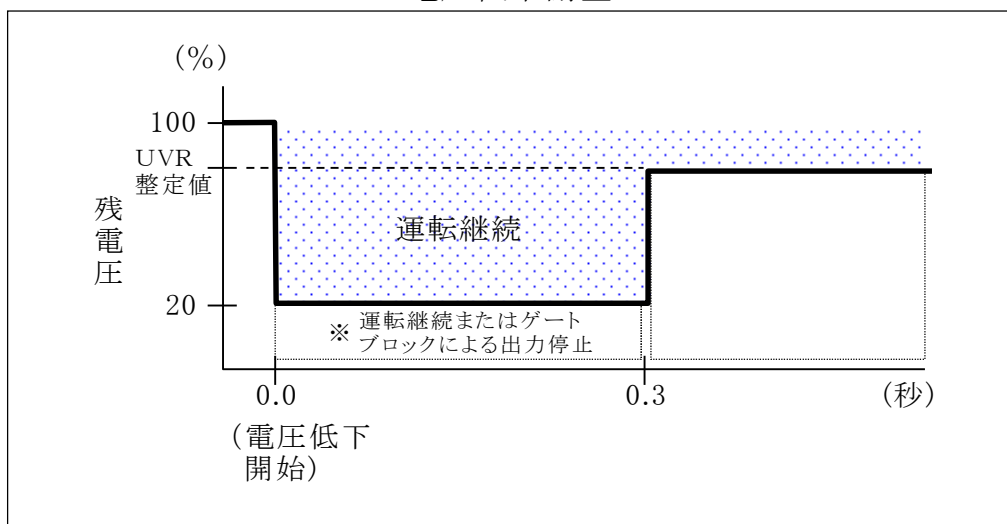 (%)
100
UVR
整定値
残電圧
運転継続
20
※ 運転継続またはゲート
ブロックによる出力停止
0.0
0.3
(秒)
(電圧低下
開始)